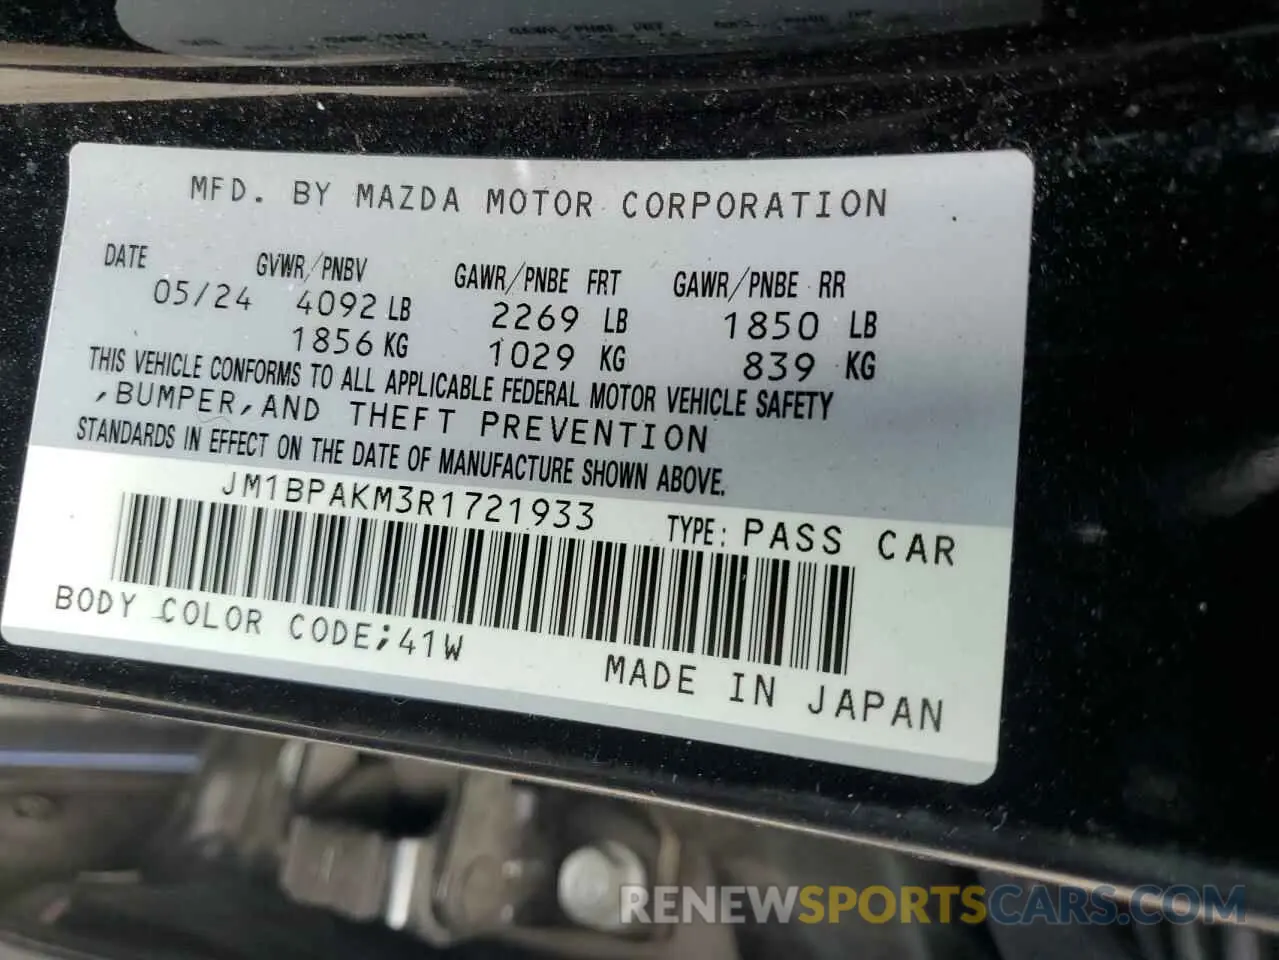 MFD. BY MAZDA MOTOR CORPORATION
DATE GVWR/PNBV GAWR/PNBE FRT GAWR/PNBE RR
05/24 4092 LB 2269 LB 1850 LB
1856 KG 1029 KG 839 KG
THIS VEHICLE CONFORMS TO ALL APPLICABLE FEDERAL MOTOR VEHICLE SAFETY
,BUMPER,AND THEFT PREVENTION
STANDARDS IN EFFECT ON THE DATE OF MANUFACTURE SHOWN ABOVE.
JM1BPAKM3R1721933 TYPE: PASS CAR
BODY COLOR CODE;41W
MADE IN JAPAN
RENEWSPORTSCARS.COM